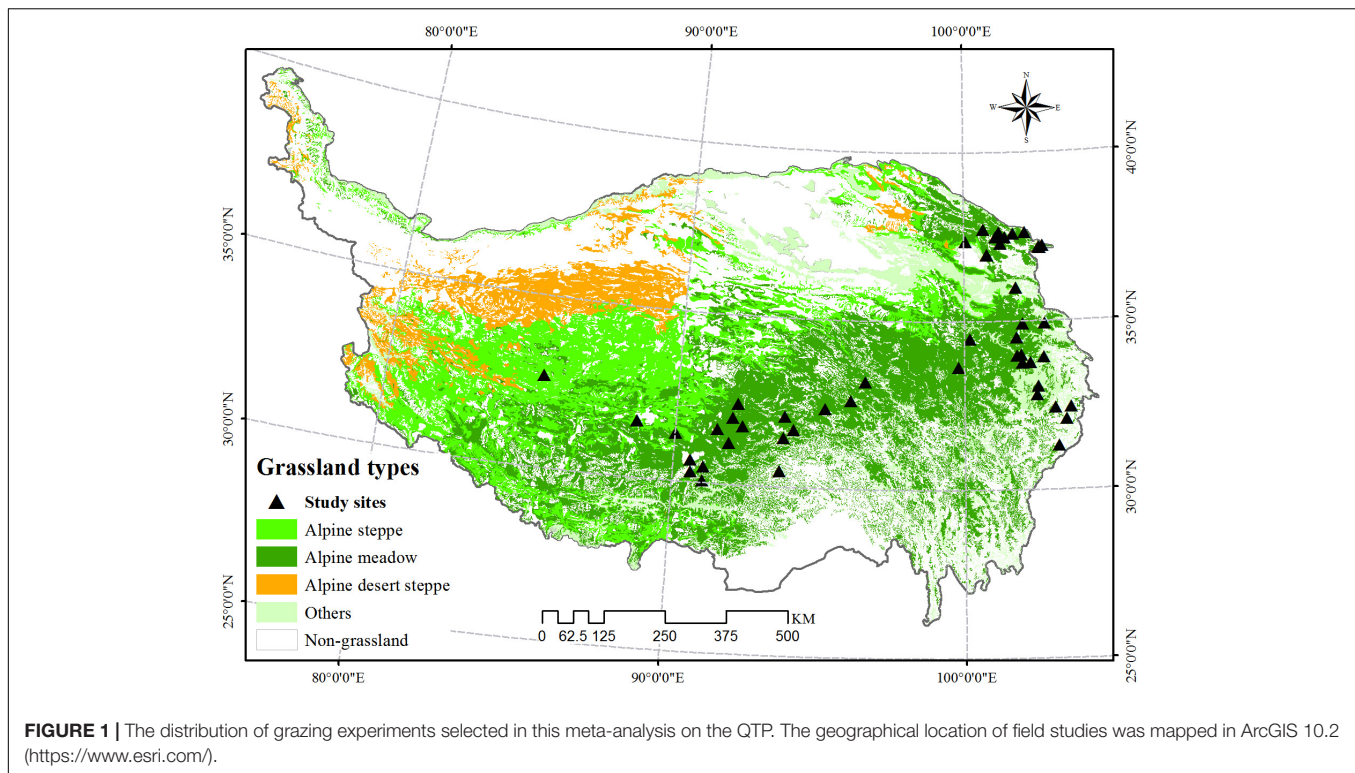 80°0'0"E 90°0'0"E 100°0'0"E
N
W E
S
40°0'0"N
35°0'0"N
35°0'0"N
30°0'0"N
30°0'0"N
25°0'0"N
25°0'0"N
Grassland types
Study sites
Alpine steppe
Alpine meadow
Alpine desert steppe
Others
Non-grassland
KM
0 62.5 125 250 375 500
80°0'0"E 90°0'0"E 100°0'0"E
FIGURE 1 | The distribution of grazing experiments selected in this meta-analysis on the QTP. The geographical location of field studies was mapped in ArcGIS 10.2
(https://www.esri.com/).